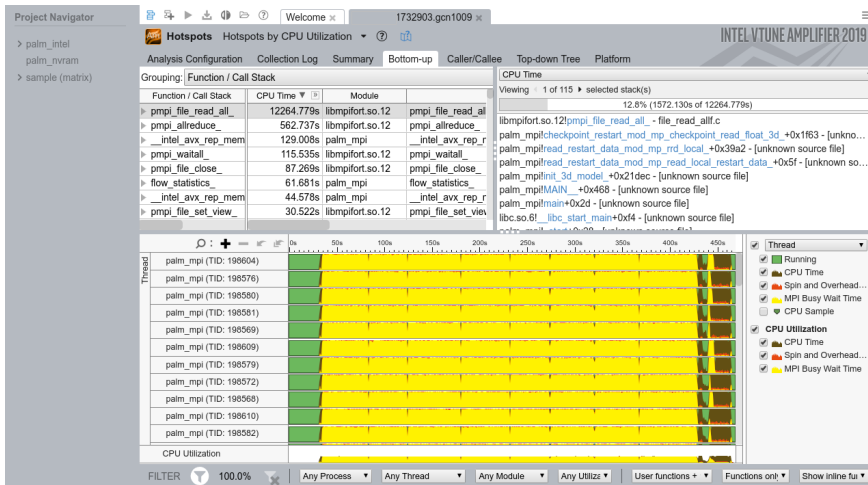 Project Navigator
palm_intel
palm_nvram
sample (matrix)
Welcome ×
1732903.gcn1009 ×
Hotspots Hotspots by CPU Utilization
INTEL VTUNE AMPLIFIER 2019
Analysis Configuration Collection Log Summary Bottom-up Caller/Callee Top-down Tree Platform
Grouping: Function / Call Stack
Function / Call Stack CPU Time Module
pmpi_file_read_all_ 12264.779s libmpifort.so.12 pmpi_file_read_al
pmpi_allreduce_ 562.737s libmpifort.so.12 pmpi_allreduce_
__intel_avx_rep_mem 129.008s palm_mpi __intel_avx_rep_r
pmpi_waitall_ 115.535s libmpifort.so.12 pmpi_waitall_
pmpi_file_close_ 87.269s libmpifort.so.12 pmpi_file_close_
flow_statistics_ 61.681s palm_mpi flow_statistics_
__intel_avx_rep_mem 44.578s palm_mpi __intel_avx_rep_r
pmpi_file_set_view_ 30.522s libmpifort.so.12 pmpi_file_set_view
CPU Time
Viewing 1 of 115 selected stack(s)
12.8% (1572.130s of 12264.779s)
libmpifort.so.12!pmpi_file_read_all_ - file_read_allf.c
palm_mpi!checkpoint_restart_mod_mp_checkpoint_read_float_3d_+0x1f63 - [unkno...
palm_mpi!read_restart_data_mod_mp_rrd_local_+0x39a2 - [unknown source file]
palm_mpi!read_restart_data_mod_mp_read_local_restart_data_+0x5f - [unknown so...
palm_mpi!init_3d_model_+0x21dec - [unknown source file]
palm_mpi!MAIN__+0x468 - [unknown source file]
palm_mpi!main+0x2d - [unknown source file]
libc.so.6!__libc_start_main+0xf4 - [unknown source file]
0s 50s 100s 150s 200s 250s 300s 350s 400s 450s
Thread
palm_mpi (TID: 198604)
palm_mpi (TID: 198576)
palm_mpi (TID: 198580)
palm_mpi (TID: 198581)
palm_mpi (TID: 198569)
palm_mpi (TID: 198609)
palm_mpi (TID: 198579)
palm_mpi (TID: 198572)
palm_mpi (TID: 198568)
palm_mpi (TID: 198610)
palm_mpi (TID: 198582)
CPU Utilization
Thread
Running
CPU Time
Spin and Overhead...
MPI Busy Wait Time
CPU Sample
CPU Utilization
CPU Time
Spin and Overhead...
MPI Busy Wait Time
FILTER 100.0% Any Process Any Thread Any Module Any Utiliza User functions + Functions only Show inline fui